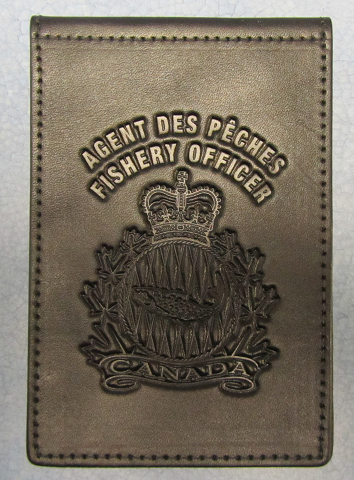 AGENT DES PÊCHES
FISHERY OFFICER
CANADA